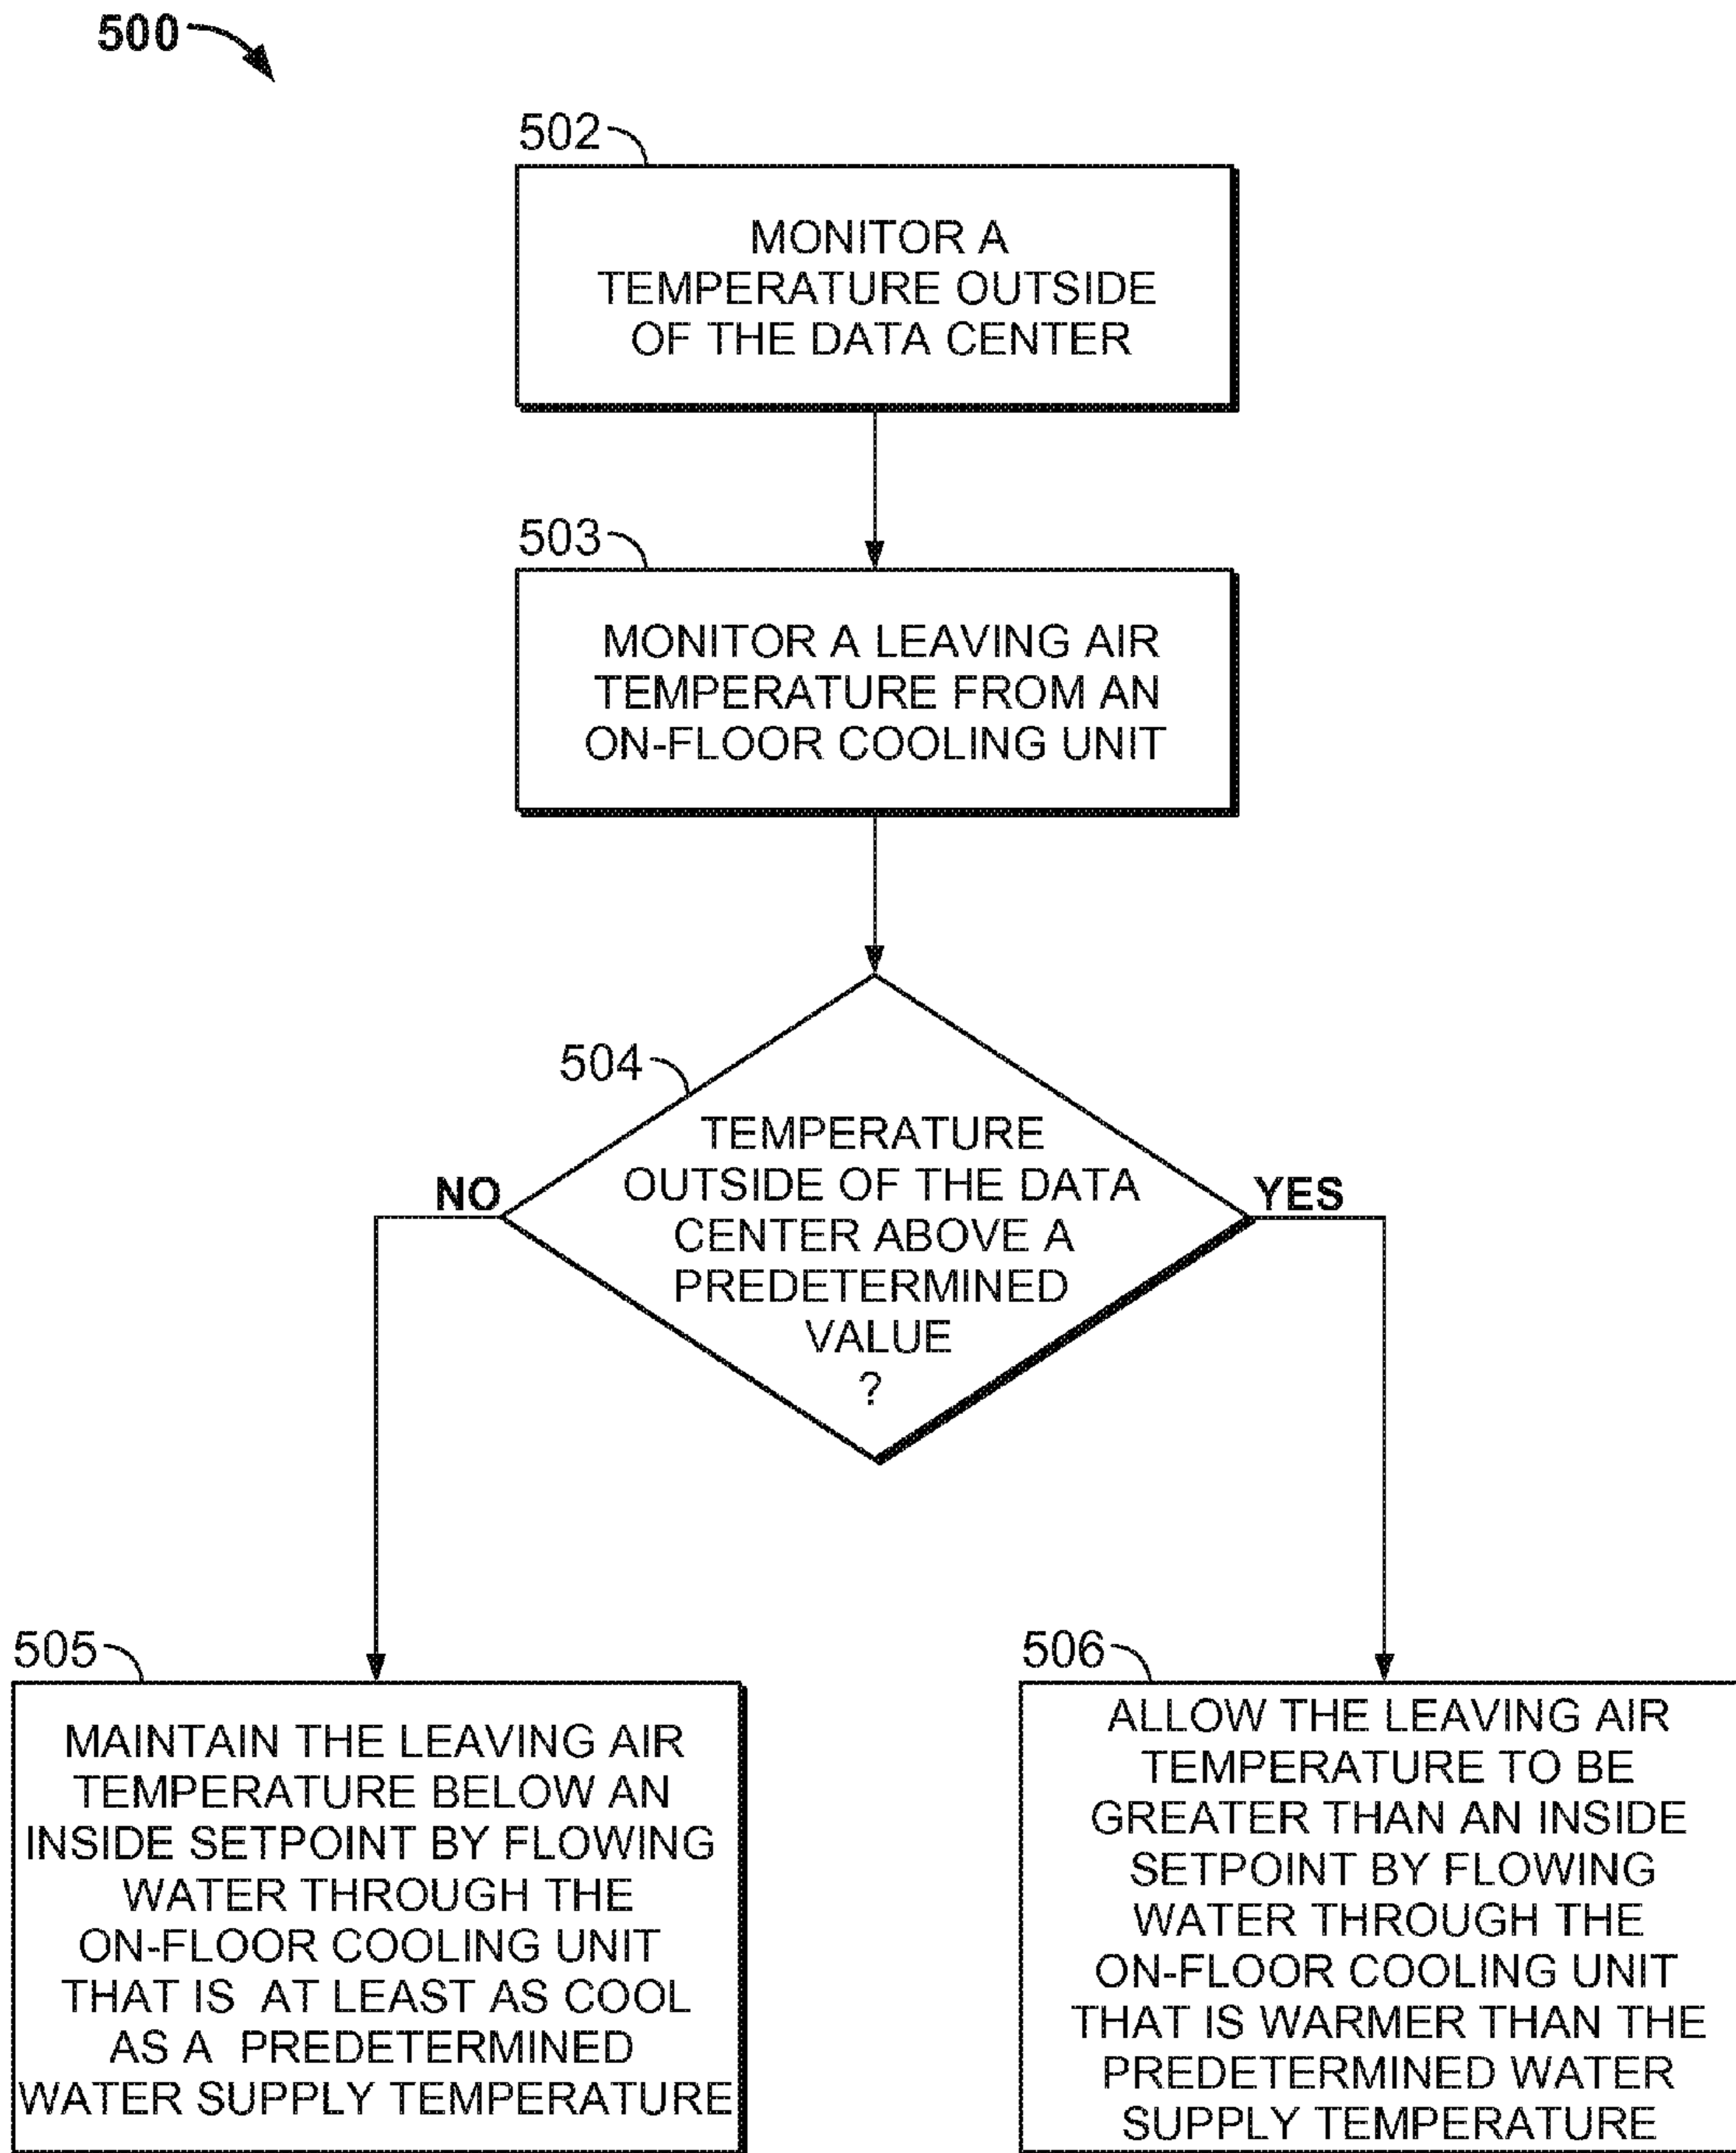 500
502
MONITOR A
TEMPERATURE OUTSIDE
OF THE DATA CENTER
503
MONITOR A LEAVING AIR
TEMPERATURE FROM AN
ON-FLOOR COOLING UNIT
504
TEMPERATURE
OUTSIDE OF THE DATA
CENTER ABOVE A
PREDETERMINED
VALUE
?
NO
YES
505
MAINTAIN THE LEAVING AIR
TEMPERATURE BELOW AN
INSIDE SETPOINT BY FLOWING
WATER THROUGH THE
ON-FLOOR COOLING UNIT
THAT IS AT LEAST AS COOL
AS A PREDETERMINED
WATER SUPPLY TEMPERATURE
506
ALLOW THE LEAVING AIR
TEMPERATURE TO BE
GREATER THAN AN INSIDE
SETPOINT BY FLOWING
WATER THROUGH THE
ON-FLOOR COOLING UNIT
THAT IS WARMER THAN THE
PREDETERMINED WATER
SUPPLY TEMPERATURE